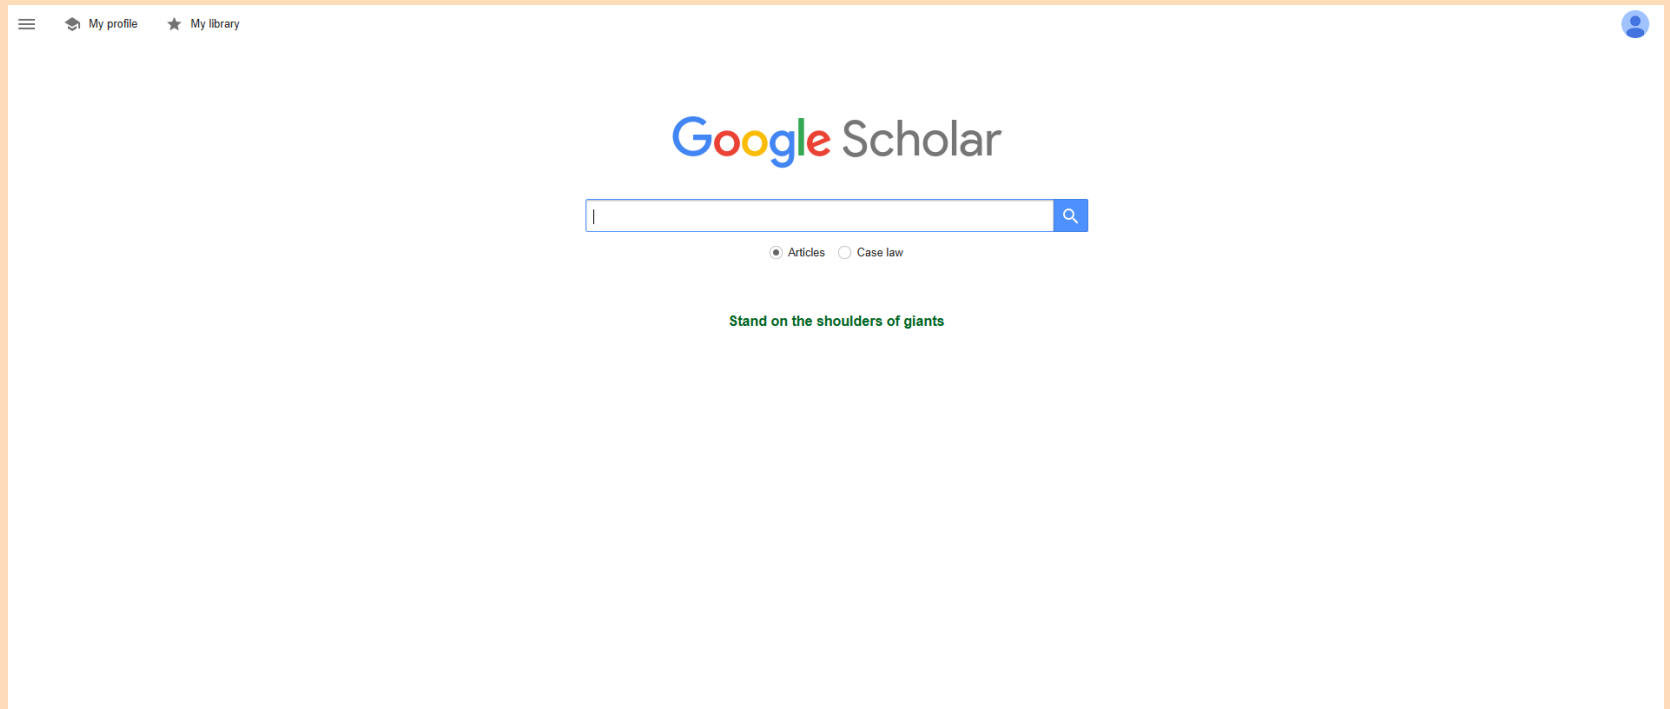 My profile My library
Google Scholar
Articles Case law
Stand on the shoulders of giants